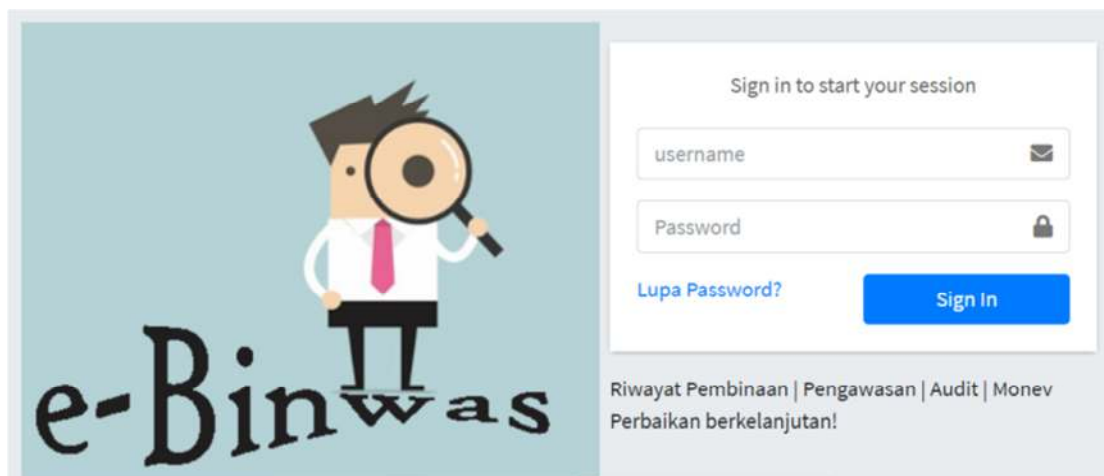 e-Binwas
Sign in to start your session
username
Password
Lupa Password?
Sign In
Riwayat Pembinaan | Pengawasan | Audit | Monev
Perbaikan berkelanjutan!